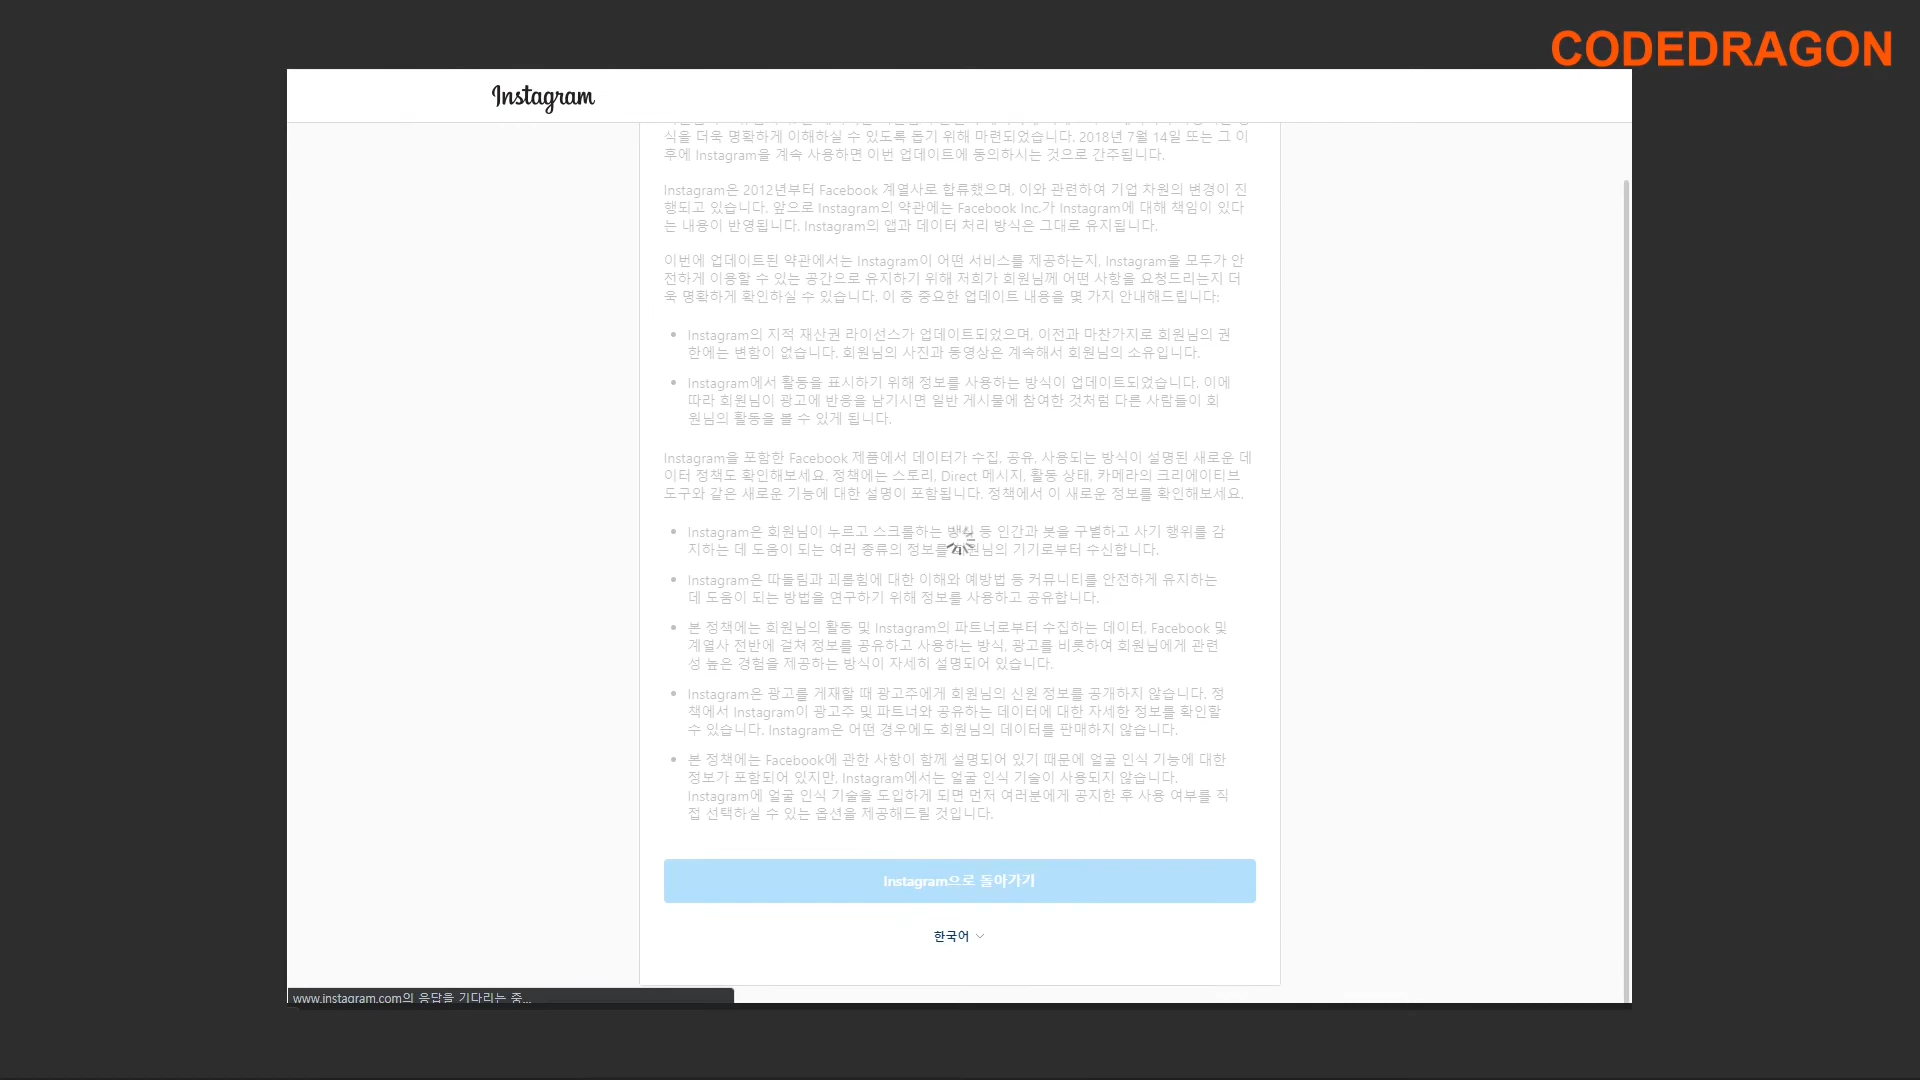 CODEDRAGON
Instagram
식을 더욱 명확하게 이해하실 수 있도록 돕기 위해 마련되었습니다. 2018년 7월 14일 또는 그 이
후에 Instagram을 계속 사용하면 이번 업데이트에 동의하시는 것으로 간주됩니다.
Instagram은 2012년부터 Facebook 계열사로 합류했으며, 이와 관련하여 기업 차원의 변경이 진
행되고 있습니다. 앞으로 Instagram의 약관에는 Facebook Inc.가 Instagram에 대해 책임이 있다
는 내용이 반영됩니다. Instagram의 앱과 데이터 처리 방식은 그대로 유지됩니다.
이번에 업데이트된 약관에서는 Instagram이 어떤 서비스를 제공하는지, Instagram을 모두가 안
전하게 이용할 수 있는 공간으로 유지하기 위해 저희가 회원님께 어떤 사항을 요청드리는지 더
욱 명확하게 확인하실 수 있습니다. 이 중 중요한 업데이트 내용을 몇 가지 안내해드립니다:
• Instagram의 지적 재산권 라이선스가 업데이트되었으며, 이전과 마찬가지로 회원님의 권
한에는 변함이 없습니다. 회원님의 사진과 동영상은 계속해서 회원님의 소유입니다.
• Instagram에서 활동을 표시하기 위해 정보를 사용하는 방식이 업데이트되었습니다. 이에
따라 회원님이 광고에 반응을 남기시면 일반 게시물에 참여한 것처럼 다른 사람들이 회
원님의 활동을 볼 수 있게 됩니다.
Instagram을 포함한 Facebook 제품에서 데이터가 수집, 공유, 사용되는 방식이 설명된 새로운 데
이터 정책도 확인해보세요. 정책에는 스토리, Direct 메시지, 활동 상태, 카메라의 크리에이티브
도구와 같은 새로운 기능에 대한 설명이 포함됩니다. 정책에서 이 새로운 정보를 확인해보세요.
• Instagram은 회원님이 누르고 스크롤하는 방식 등 인간과 봇을 구별하고 사기 행위를 감
지하는 데 도움이 되는 여러 종류의 정보를 회원님의 기기로부터 수신합니다.
• Instagram은 따돌림과 괴롭힘에 대한 이해와 예방법 등 커뮤니티를 안전하게 유지하는
데 도움이 되는 방법을 연구하기 위해 정보를 사용하고 공유합니다.
• 본 정책에는 회원님의 활동 및 Instagram의 파트너로부터 수집하는 데이터, Facebook 및
계열사 전반에 걸쳐 정보를 공유하고 사용하는 방식, 광고를 비롯하여 회원님에게 관련
성 높은 경험을 제공하는 방식이 자세히 설명되어 있습니다.
• Instagram은 광고를 게재할 때 광고주에게 회원님의 신원 정보를 공개하지 않습니다. 정
책에서 Instagram이 광고주 및 파트너와 공유하는 데이터에 대한 자세한 정보를 확인할
수 있습니다. Instagram은 어떤 경우에도 회원님의 데이터를 판매하지 않습니다.
• 본 정책에는 Facebook에 관한 사항이 함께 설명되어 있기 때문에 얼굴 인식 기능에 대한
정보가 포함되어 있지만, Instagram에서는 얼굴 인식 기술이 사용되지 않습니다.
Instagram에 얼굴 인식 기술을 도입하게 되면 먼저 여러분에게 공지한 후 사용 여부를 직
접 선택하실 수 있는 옵션을 제공해드릴 것입니다.
Instagram으로 돌아가기
한국어
www.instagram.com의 응답을 기다리는 중...